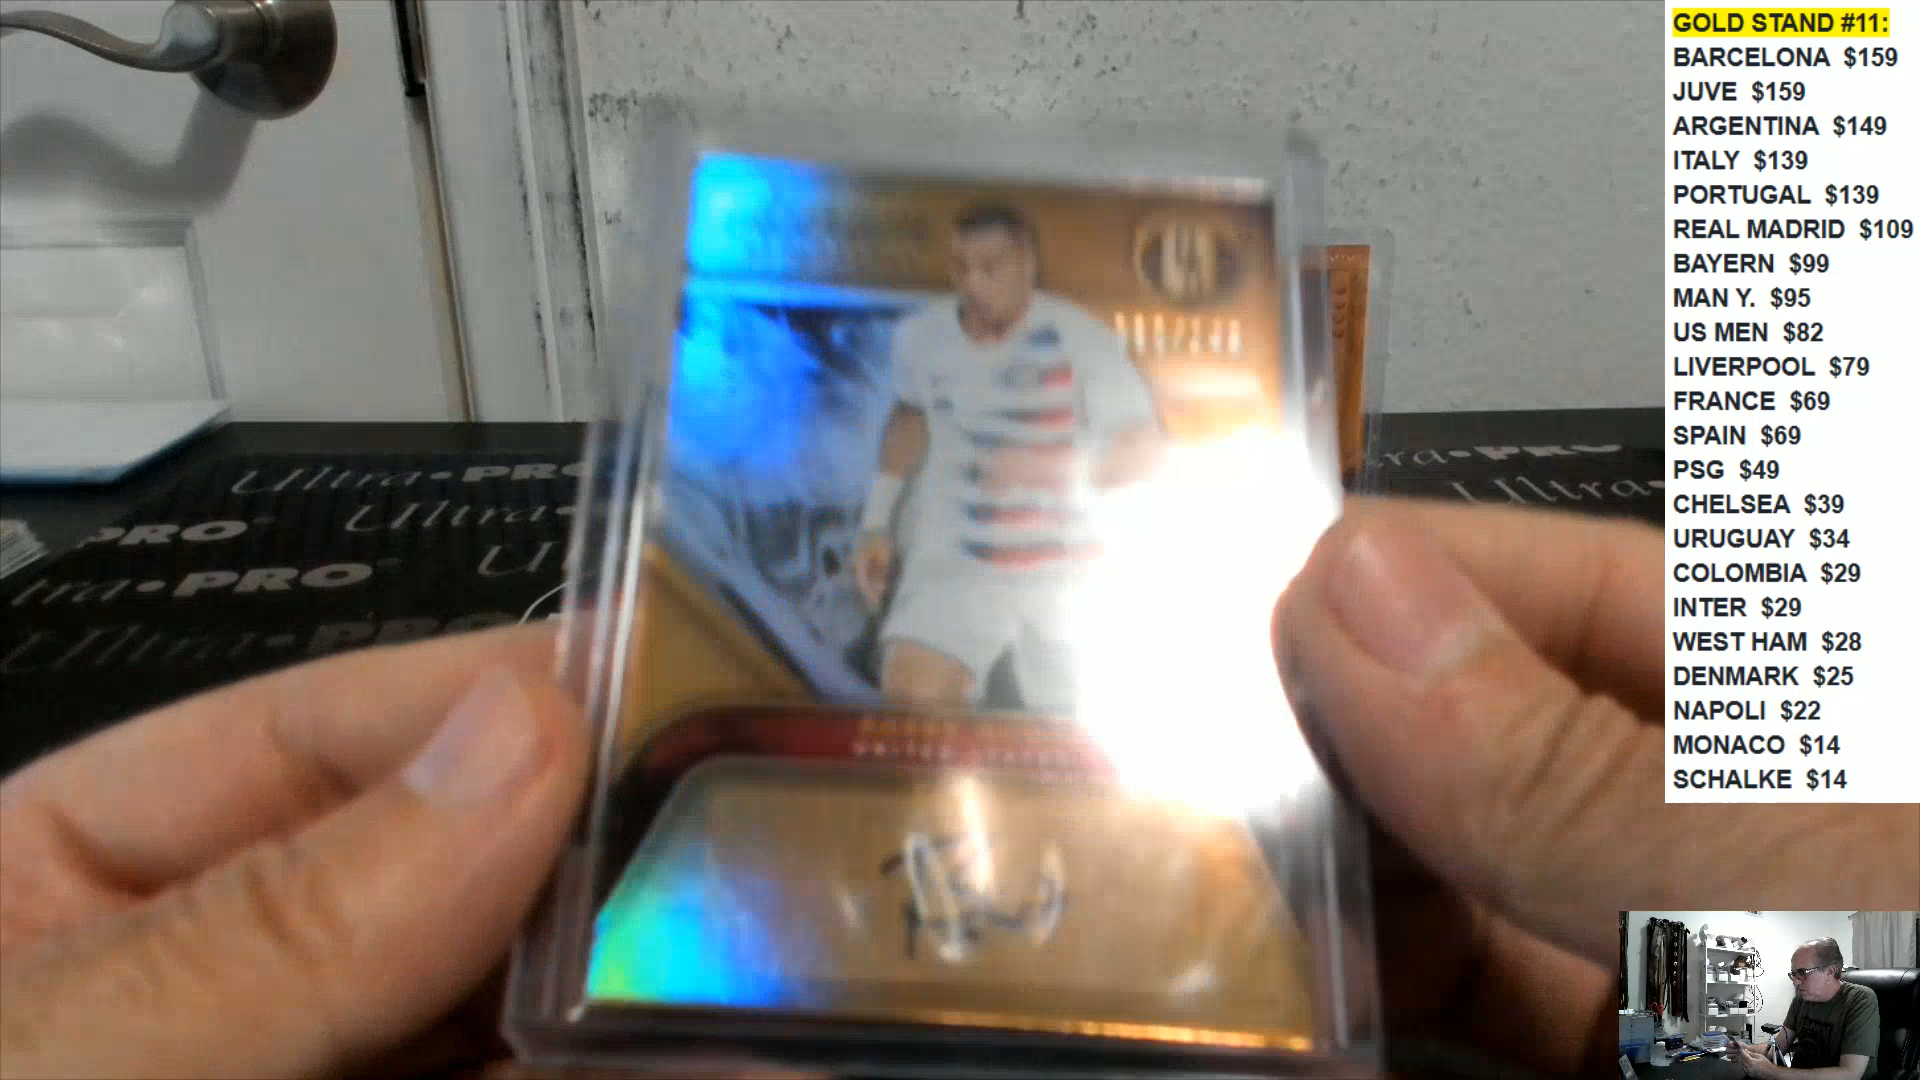 GOLD STAND #11:
BARCELONA $159
JUVE $159
ARGENTINA $149
ITALY $139
PORTUGAL $139
REAL MADRID $109
BAYERN $99
MAN Y. $95
US MEN $82
LIVERPOOL $79
FRANCE $69
SPAIN $69
PSG $49
CHELSEA $39
URUGUAY $34
COLOMBIA $29
INTER $29
WEST HAM $28
DENMARK $25
NAPOLI $22
MONACO $14
SCHALKE $14
Ultra•PRO
PRO
Ultra
Ultra•PRO